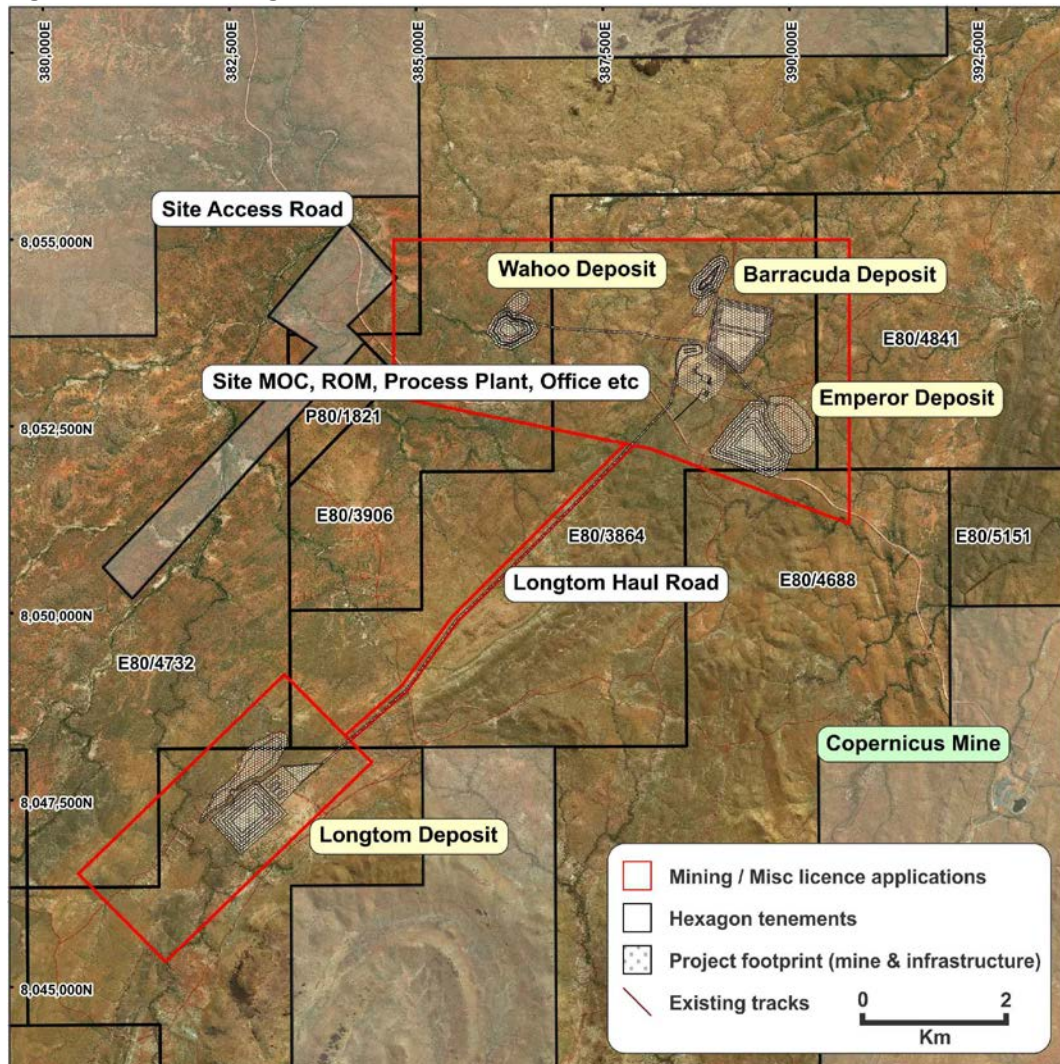 380,000E
382,500E
385,000E
387,500E
390,000E
392,500E
Site Access Road
8,055,000N
Wahoo Deposit
Barracuda Deposit
E80/4841
Site MOC, ROM, Process Plant, Office etc
Emperor Deposit
P80/1821
8,052,500N
E80/3906
E80/3864
E80/5151
Longtom Haul Road
E80/4688
8,050,000N
E80/4732
Copernicus Mine
8,047,500N
Longtom Deposit
8,045,000N
Mining / Misc licence applications
Hexagon tenements
Project footprint (mine & infrastructure)
Existing tracks
0 2
Km